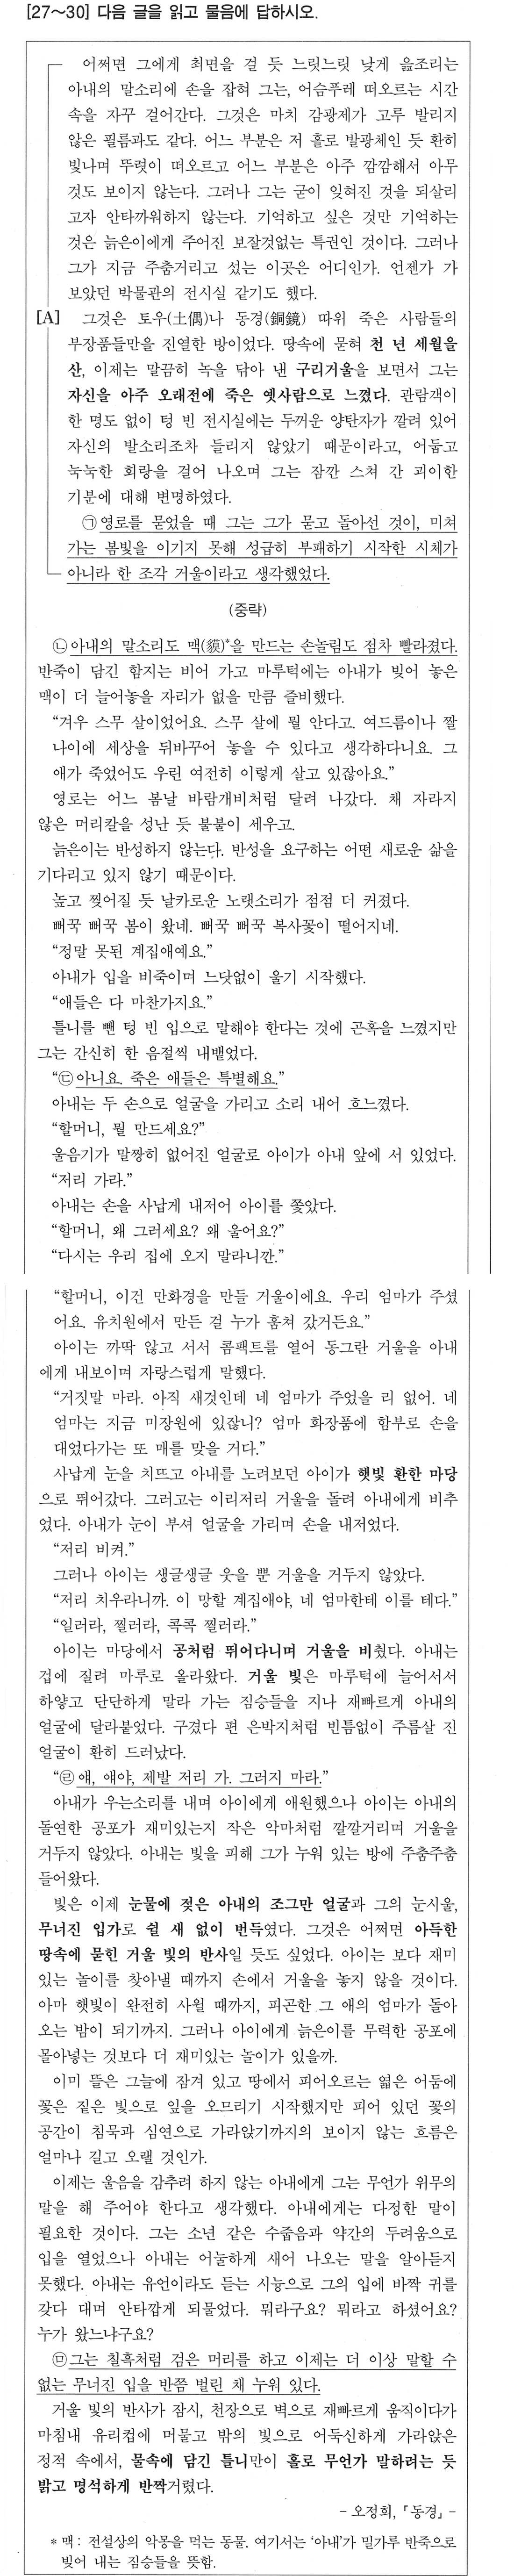 [27～30] 다음 글을 읽고 물음에 답하시오.
어쩌면 그에게 최면을 걸 듯 느릿느릿 낮게 읊조리는
아내의 말소리에 손을 잡혀 그는, 어슴푸레 떠오르는 시간
속을 자꾸 걸어간다. 그것은 마치 감광제가 고루 발리지
않은 필름과도 같다. 어느 부분은 저 홀로 발광체인 듯 환히
빛나며 뚜렷이 떠오르고 어느 부분은 아주 깜깜해서 아무
것도 보이지 않는다. 그러나 그는 굳이 잊혀진 것을 되살리
고자 안타까워하지 않는다. 기억하고 싶은 것만 기억하는
것은 늙은이에게 주어진 보잘것없는 특권인 것이다. 그러나
그가 지금 주춤거리고 섰는 이곳은 어디인가. 언젠가 가
보았던 박물관의 전시실 같기도 했다.
[A] 그것은 토우(土偶)나 동경(銅鏡) 따위 죽은 사람들의
부장품들만을 진열한 방이었다. 땅속에 묻혀 천 년 세월을
산, 이제는 말끔히 녹을 닦아 낸 구리거울을 보면서 그는
자신을 아주 오래전에 죽은 옛사람으로 느꼈다. 관람객이
한 명도 없이 텅 빈 전시실에는 두꺼운 양탄자가 깔려 있어
자신의 발소리조차 들리지 않았기 때문이라고, 어둡고
눅눅한 회랑을 걸어 나오며 그는 잠깐 스쳐 간 괴이한
기분에 대해 변명하였다.
㉠영로를 묻었을 때 그는 그가 묻고 돌아선 것이, 미쳐
가는 봄빛을 이기지 못해 성급히 부패하기 시작한 시체가
아니라 한 조각 거울이라고 생각했었다.
(중략)
㉡아내의 말소리도 맥(貘)*을 만드는 손놀림도 점차 빨라졌다.
반죽이 담긴 함지는 비어 가고 마루턱에는 아내가 빚어 놓은
맥이 더 늘어놓을 자리가 없을 만큼 즐비했다.
“겨우 스무 살이었어요. 스무 살에 뭘 안다고. 여드름이나 짤
나이에 세상을 뒤바꾸어 놓을 수 있다고 생각하다니요. 그
애가 죽었어도 우린 여전히 이렇게 살고 있잖아요.”
영로는 어느 봄날 바람개비처럼 달려 나갔다. 채 자라지
않은 머리칼을 성난 듯 불불이 세우고.
늙은이는 반성하지 않는다. 반성을 요구하는 어떤 새로운 삶을
기다리고 있지 않기 때문이다.
높고 찢어질 듯 날카로운 노랫소리가 점점 더 커졌다.
뻐꾹 뻐꾹 봄이 왔네. 뻐꾹 뻐꾹 복사꽃이 떨어지네.
“정말 못된 계집애예요.”
아내가 입을 비죽이며 느닷없이 울기 시작했다.
“애들은 다 마찬가지요.”
틀니를 뺀 텅 빈 입으로 말해야 한다는 것에 곤혹을 느꼈지만
그는 간신히 한 음절씩 내뱉었다.
“㉢아니요. 죽은 애들은 특별해요.”
아내는 두 손으로 얼굴을 가리고 소리 내어 흐느꼈다.
“할머니, 뭘 만드세요?”
울음기가 말짱히 없어진 얼굴로 아이가 아내 앞에 서 있었다.
“저리 가라.”
아내는 손을 사납게 내저어 아이를 쫓았다.
“할머니, 왜 그러세요? 왜 울어요?”
“다시는 우리 집에 오지 말라니깐.”
“할머니, 이건 만화경을 만들 거울이에요. 우리 엄마가 주셨
어요. 유치원에서 만든 걸 누가 훔쳐 갔거든요.”
아이는 까딱 않고 서서 콤팩트를 열어 동그란 거울을 아내
에게 내보이며 자랑스럽게 말했다.
“거짓말 마라. 아직 새것인데 네 엄마가 주었을 리 없어. 네
엄마는 지금 미장원에 있잖니? 엄마 화장품에 함부로 손을
대었다가는 또 매를 맞을 거다.”
사납게 눈을 치뜨고 아내를 노려보던 아이가 햇빛 환한 마당
으로 뛰어갔다. 그러고는 이리저리 거울을 돌려 아내에게 비추
었다. 아내가 눈이 부셔 얼굴을 가리며 손을 내저었다.
“저리 비켜.”
그러나 아이는 생글생글 웃을 뿐 거울을 거두지 않았다.
“저리 치우라니까. 이 망할 계집애야, 네 엄마한테 이를 테다.”
“일러라, 찔러라, 콕콕 찔러라.”
아이는 마당에서 공처럼 뛰어다니며 거울을 비췄다. 아내는
겁에 질려 마루로 올라왔다. 거울 빛은 마루턱에 늘어서서
하얗고 단단하게 말라 가는 짐승들을 지나 재빠르게 아내의
얼굴에 달라붙었다. 구겼다 편 은박지처럼 빈틈없이 주름살 진
얼굴이 환히 드러났다.
“㉣얘, 얘야, 제발 저리 가. 그러지 마라.”
아내가 우는소리를 내며 아이에게 애원했으나 아이는 아내의
돌연한 공포가 재미있는지 작은 악마처럼 깔깔거리며 거울을
거두지 않았다. 아내는 빛을 피해 그가 누워 있는 방에 주춤주춤
들어왔다.
빛은 이제 눈물에 젖은 아내의 조그만 얼굴과 그의 눈시울,
무너진 입가로 쉴 새 없이 번득였다. 그것은 어쩌면 아득한
땅속에 묻힌 거울 빛의 반사일 듯도 싶었다. 아이는 보다 재미
있는 놀이를 찾아낼 때까지 손에서 거울을 놓지 않을 것이다.
아마 햇빛이 완전히 사윌 때까지, 피곤한 그 애의 엄마가 돌아
오는 밤이 되기까지. 그러나 아이에게 늙은이를 무력한 공포에
몰아넣는 것보다 더 재미있는 놀이가 있을까.
이미 뜰은 그늘에 잠겨 있고 땅에서 피어오르는 엷은 어둠에
꽃은 짙은 빛으로 잎을 오므리기 시작했지만 피어 있던 꽃의
공간이 침묵과 심연으로 가라앉기까지의 보이지 않는 흐름은
얼마나 길고 오랠 것인가.
이제는 울음을 감추려 하지 않는 아내에게 그는 무언가 위무의
말을 해 주어야 한다고 생각했다. 아내에게는 다정한 말이
필요한 것이다. 그는 소년 같은 수줍음과 약간의 두려움으로
입을 열었으나 아내는 어눌하게 새어 나오는 말을 알아듣지
못했다. 아내는 유언이라도 듣는 시늉으로 그의 입에 바짝 귀를
갖다 대며 안타깝게 되물었다. 뭐라구요? 뭐라고 하셨어요?
누가 왔느냐구요?
㉤그는 칠흑처럼 검은 머리를 하고 이제는 더 이상 말할 수
없는 무너진 입을 반쯤 벌린 채 누워 있다.
거울 빛의 반사가 잠시, 천장으로 벽으로 재빠르게 움직이다가
마침내 유리컵에 머물고 밖의 빛으로 어둑신하게 가라앉은
정적 속에서, 물속에 담긴 틀니만이 홀로 무언가 말하려는 듯
밝고 명석하게 반짝거렸다.
- 오정희, 「동경」 -
* 맥 : 전설상의 악몽을 먹는 동물. 여기서는 ‘아내’가 밀가루 반죽으로
빚어 내는 짐승들을 뜻함.